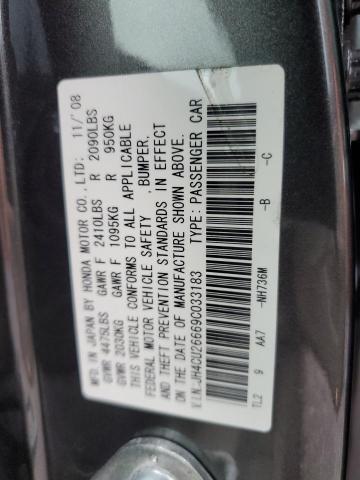 MFD. IN JAPAN BY HONDA MOTOR CO., LTD: 11/'08
GVWR 4475LBS GAWR F 2410LBS R 2090LBS
GVWR 2030KG GAWR F 1095KG R 950KG
THIS VEHICLE CONFORMS TO ALL APPLICABLE
FEDERAL MOTOR VEHICLE SAFETY ,BUMPER,
AND THEFT PREVENTION STANDARDS IN EFFECT
ON THE DATE OF MANUFACTURE SHOWN ABOVE.
V.I.N.:JH4CU26669C033183 TYPE: PASSENGER CAR
TL2 9 AA7 -NH736M -B -C